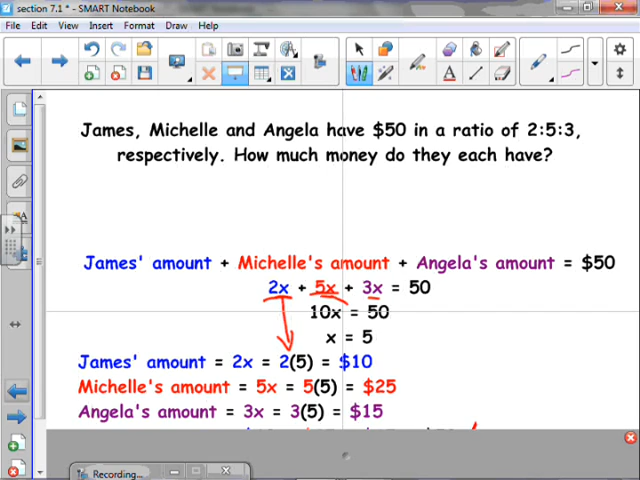 section 7.1 * - SMART Notebook
File Edit View Insert Format Tools Draw Help
James, Michelle and Angela have $50 in a ratio of 2:5:3,
respectively. How much money do they each have?
James' amount + Michelle's amount + Angela's amount = $50
2x + 5x + 3x = 50
10x = 50
x = 5
James' amount = 2x = 2(5) = $10
Michelle's amount = 5x = 5(5) = $25
Angela's amount = 3x = 3(5) = $15
Recording...